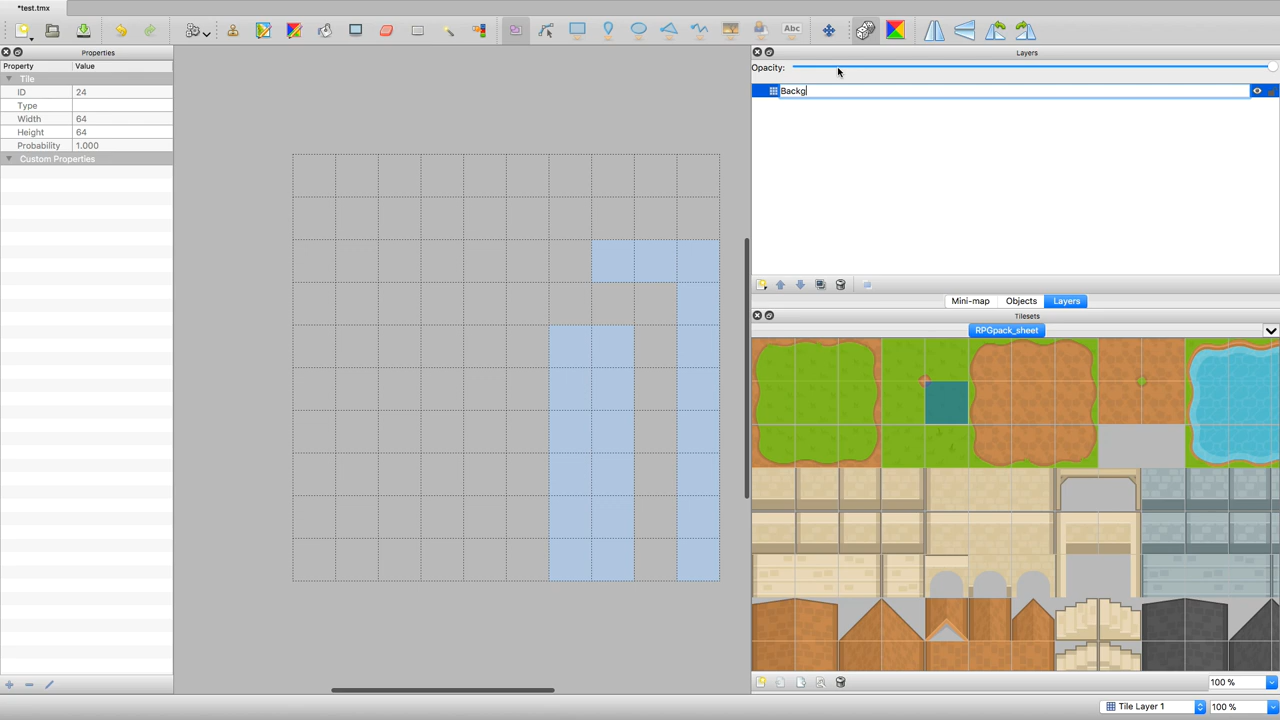 *test.tmx
Abc
Properties
Property Value
Tile
ID 24
Type
Width 64
Height 64
Probability 1.000
Custom Properties
Layers
Opacity:
Backg
Mini-map Objects Layers
Tilesets
RPGpack_sheet
100 %
Tile Layer 1 100 %